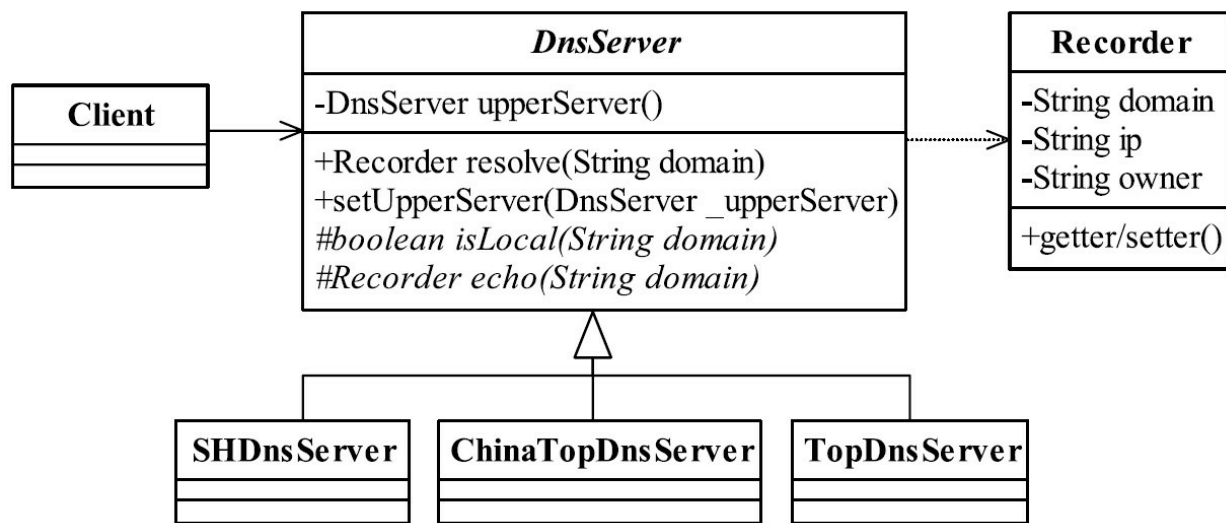 Client
DnsServer
-DnsServer upperServer()
+Recorder resolve(String domain)
+setUpperServer(DnsServer _upperServer)
#boolean isLocal(String domain)
#Recorder echo(String domain)
Recorder
-String domain
-String ip
-String owner
+getter/setter()
SHDnsServer
ChinaTopDnsServer
TopDnsServer